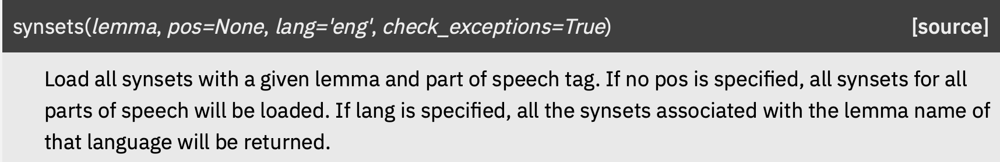 synsets(lemma, pos=None, lang='eng', check_exceptions=True) [source]
Load all synsets with a given lemma and part of speech tag. If no pos is specified, all synsets for all
parts of speech will be loaded. If lang is specified, all the synsets associated with the lemma name of
that language will be returned.